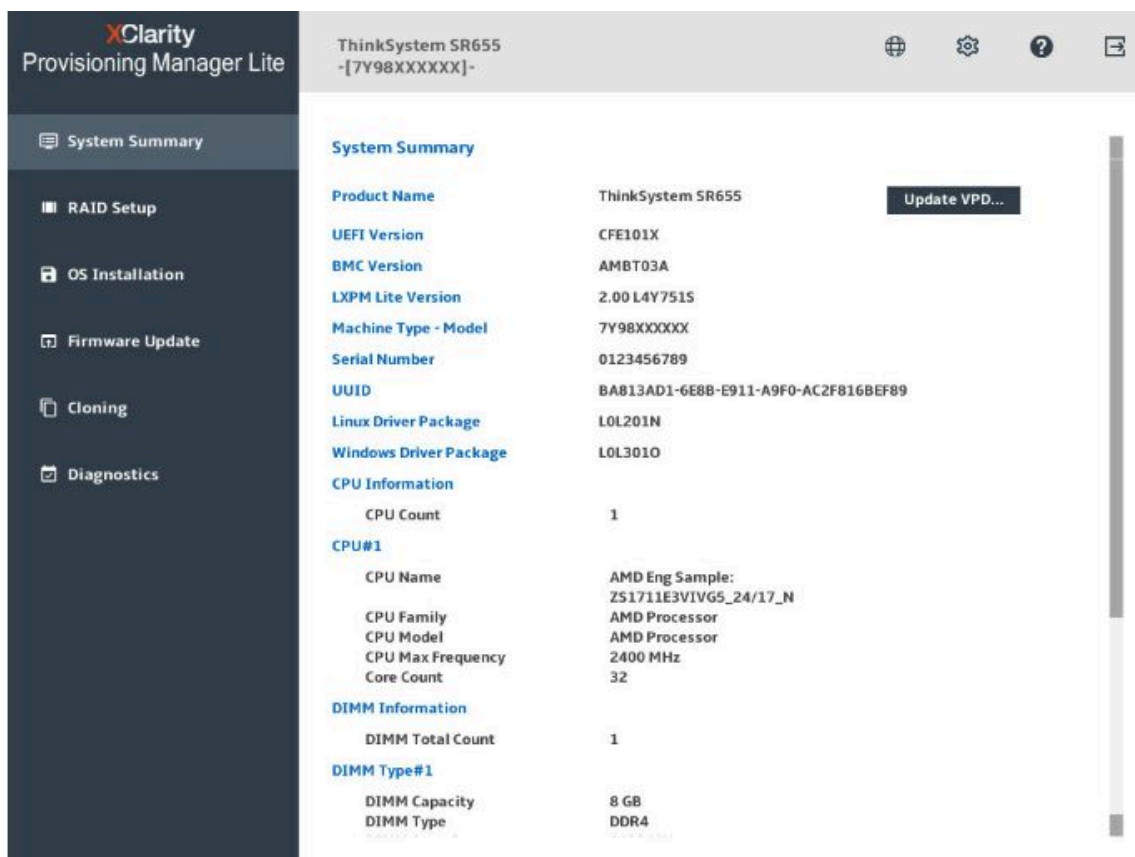 XClarity
Provisioning Manager Lite
ThinkSystem SR655
-[7Y98XXXXXX]-
System Summary
RAID Setup
OS Installation
Firmware Update
Cloning
Diagnostics
System Summary
Product Name ThinkSystem SR655 Update VPD...
UEFI Version CFE101X
BMC Version AMBT03A
LXPM Lite Version 2.00 L4Y751S
Machine Type - Model 7Y98XXXXXX
Serial Number 0123456789
UUID BA813AD1-6E8B-E911-A9F0-AC2F816BEF89
Linux Driver Package L0L201N
Windows Driver Package L0L301O
CPU Information
CPU Count 1
CPU#1
CPU Name AMD Eng Sample:
ZS1711E3VIVG5_24/17_N
CPU Family AMD Processor
CPU Model AMD Processor
CPU Max Frequency 2400 MHz
Core Count 32
DIMM Information
DIMM Total Count 1
DIMM Type#1
DIMM Capacity 8 GB
DIMM Type DDR4